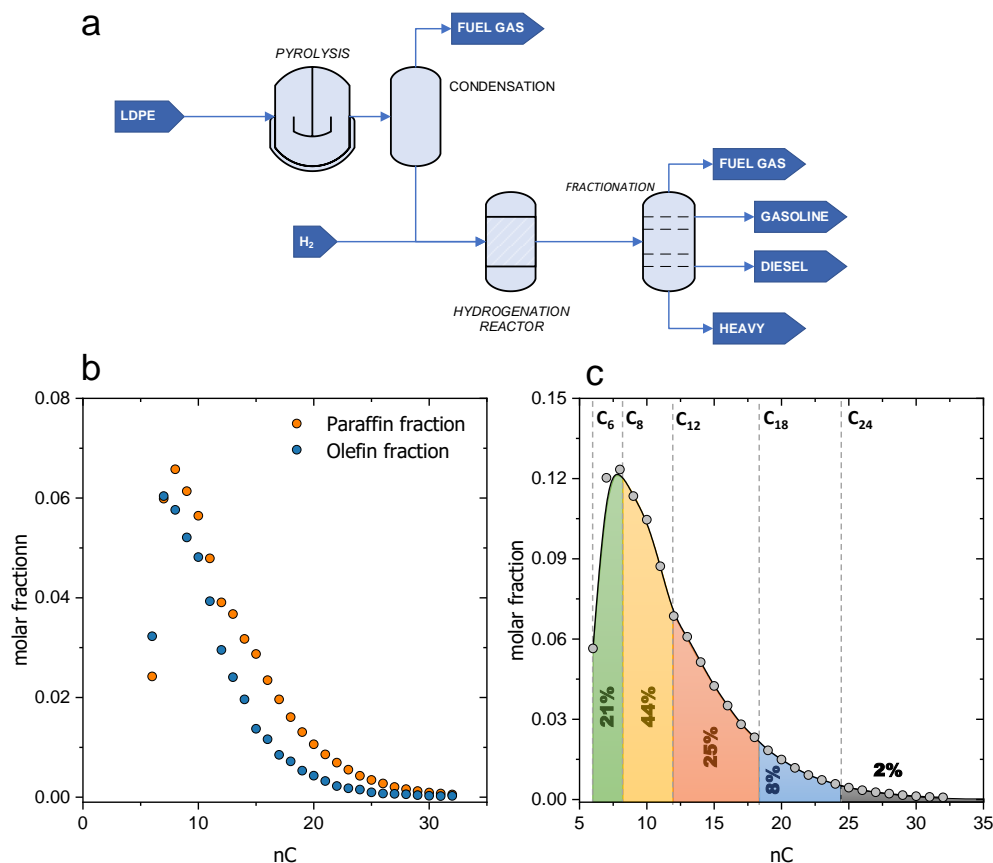 a
FUEL GAS
PYROLYSIS
CONDENSATION
LDPE
FUEL GAS
FRACTIONATION
GASOLINE
H2
DIESEL
HYDROGENATION
REACTOR
HEAVY
b
0.08
0.06
0.04
0.02
0.00
0
10
20
30
molar fractionn
nC
Paraffin fraction
Olefin fraction
c
0.15
0.12
0.09
0.06
0.03
0.00
5
10
15
20
25
30
35
molar fraction
nC
C6
C8
C12
C18
C24
21%
44%
25%
8%
2%